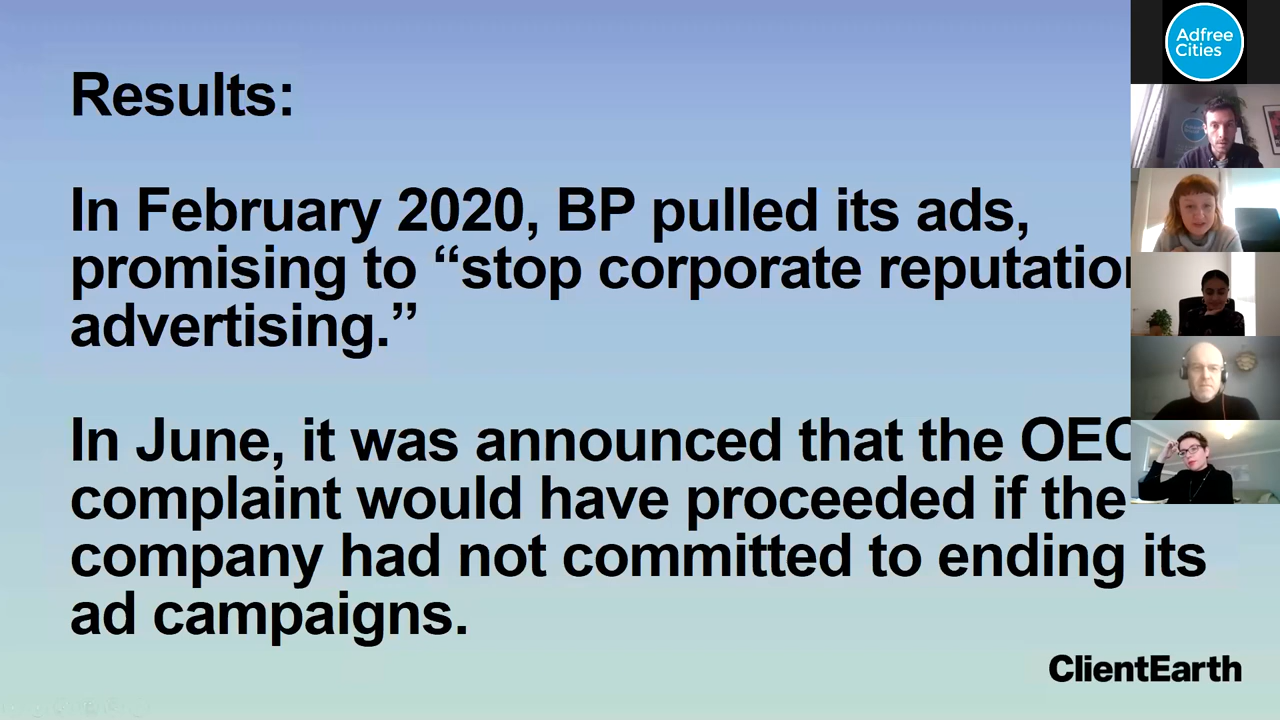 Results:
In February 2020, BP pulled its ads,
promising to “stop corporate reputation
advertising.”
In June, it was announced that the
complaint would have proceeded if the
company had not committed to ending its
ad campaigns.
ClientEarth
Adfree
Cities